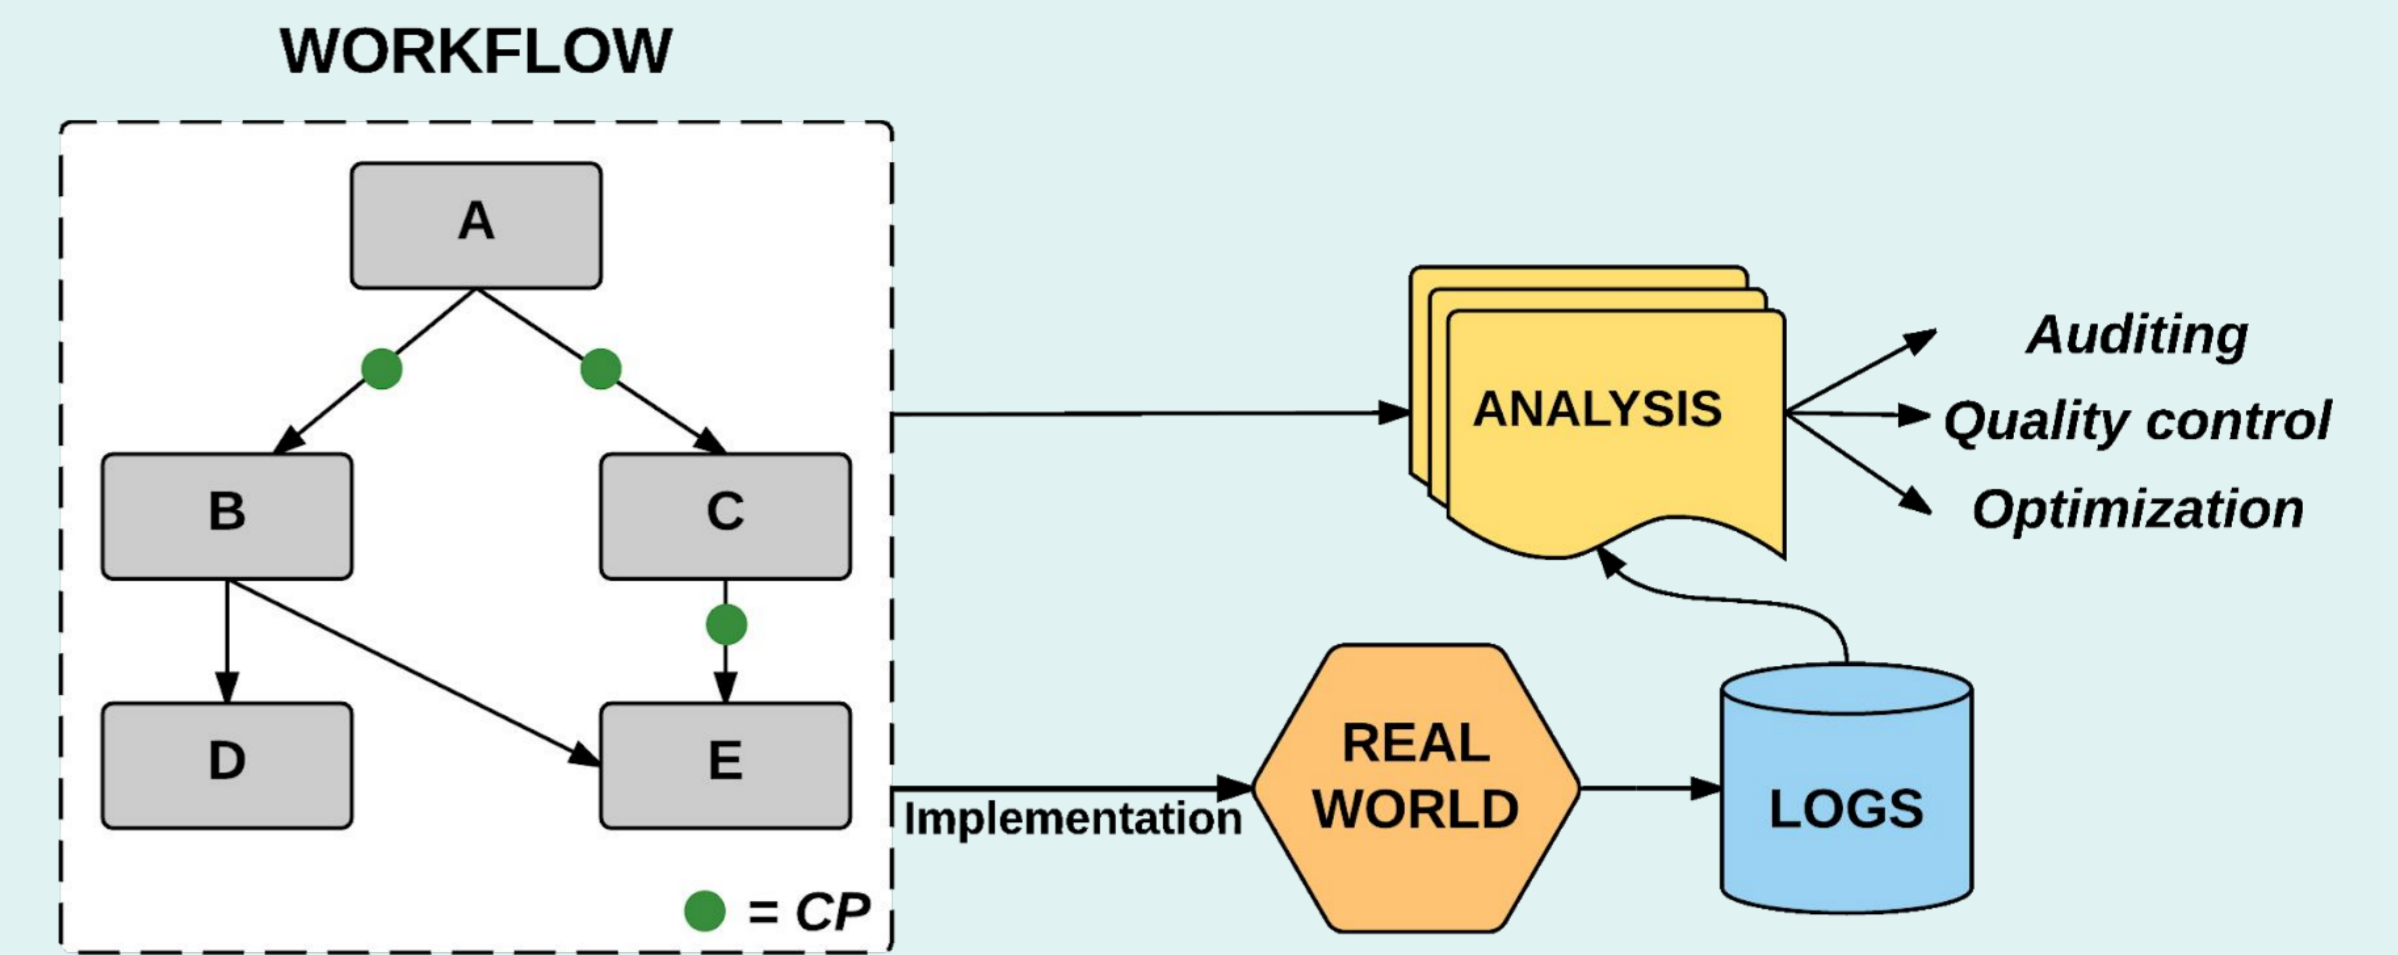 WORKFLOW
A
B
C
D
E
= CP
Implementation
REAL
WORLD
LOGS
ANALYSIS
Auditing
Quality control
Optimization